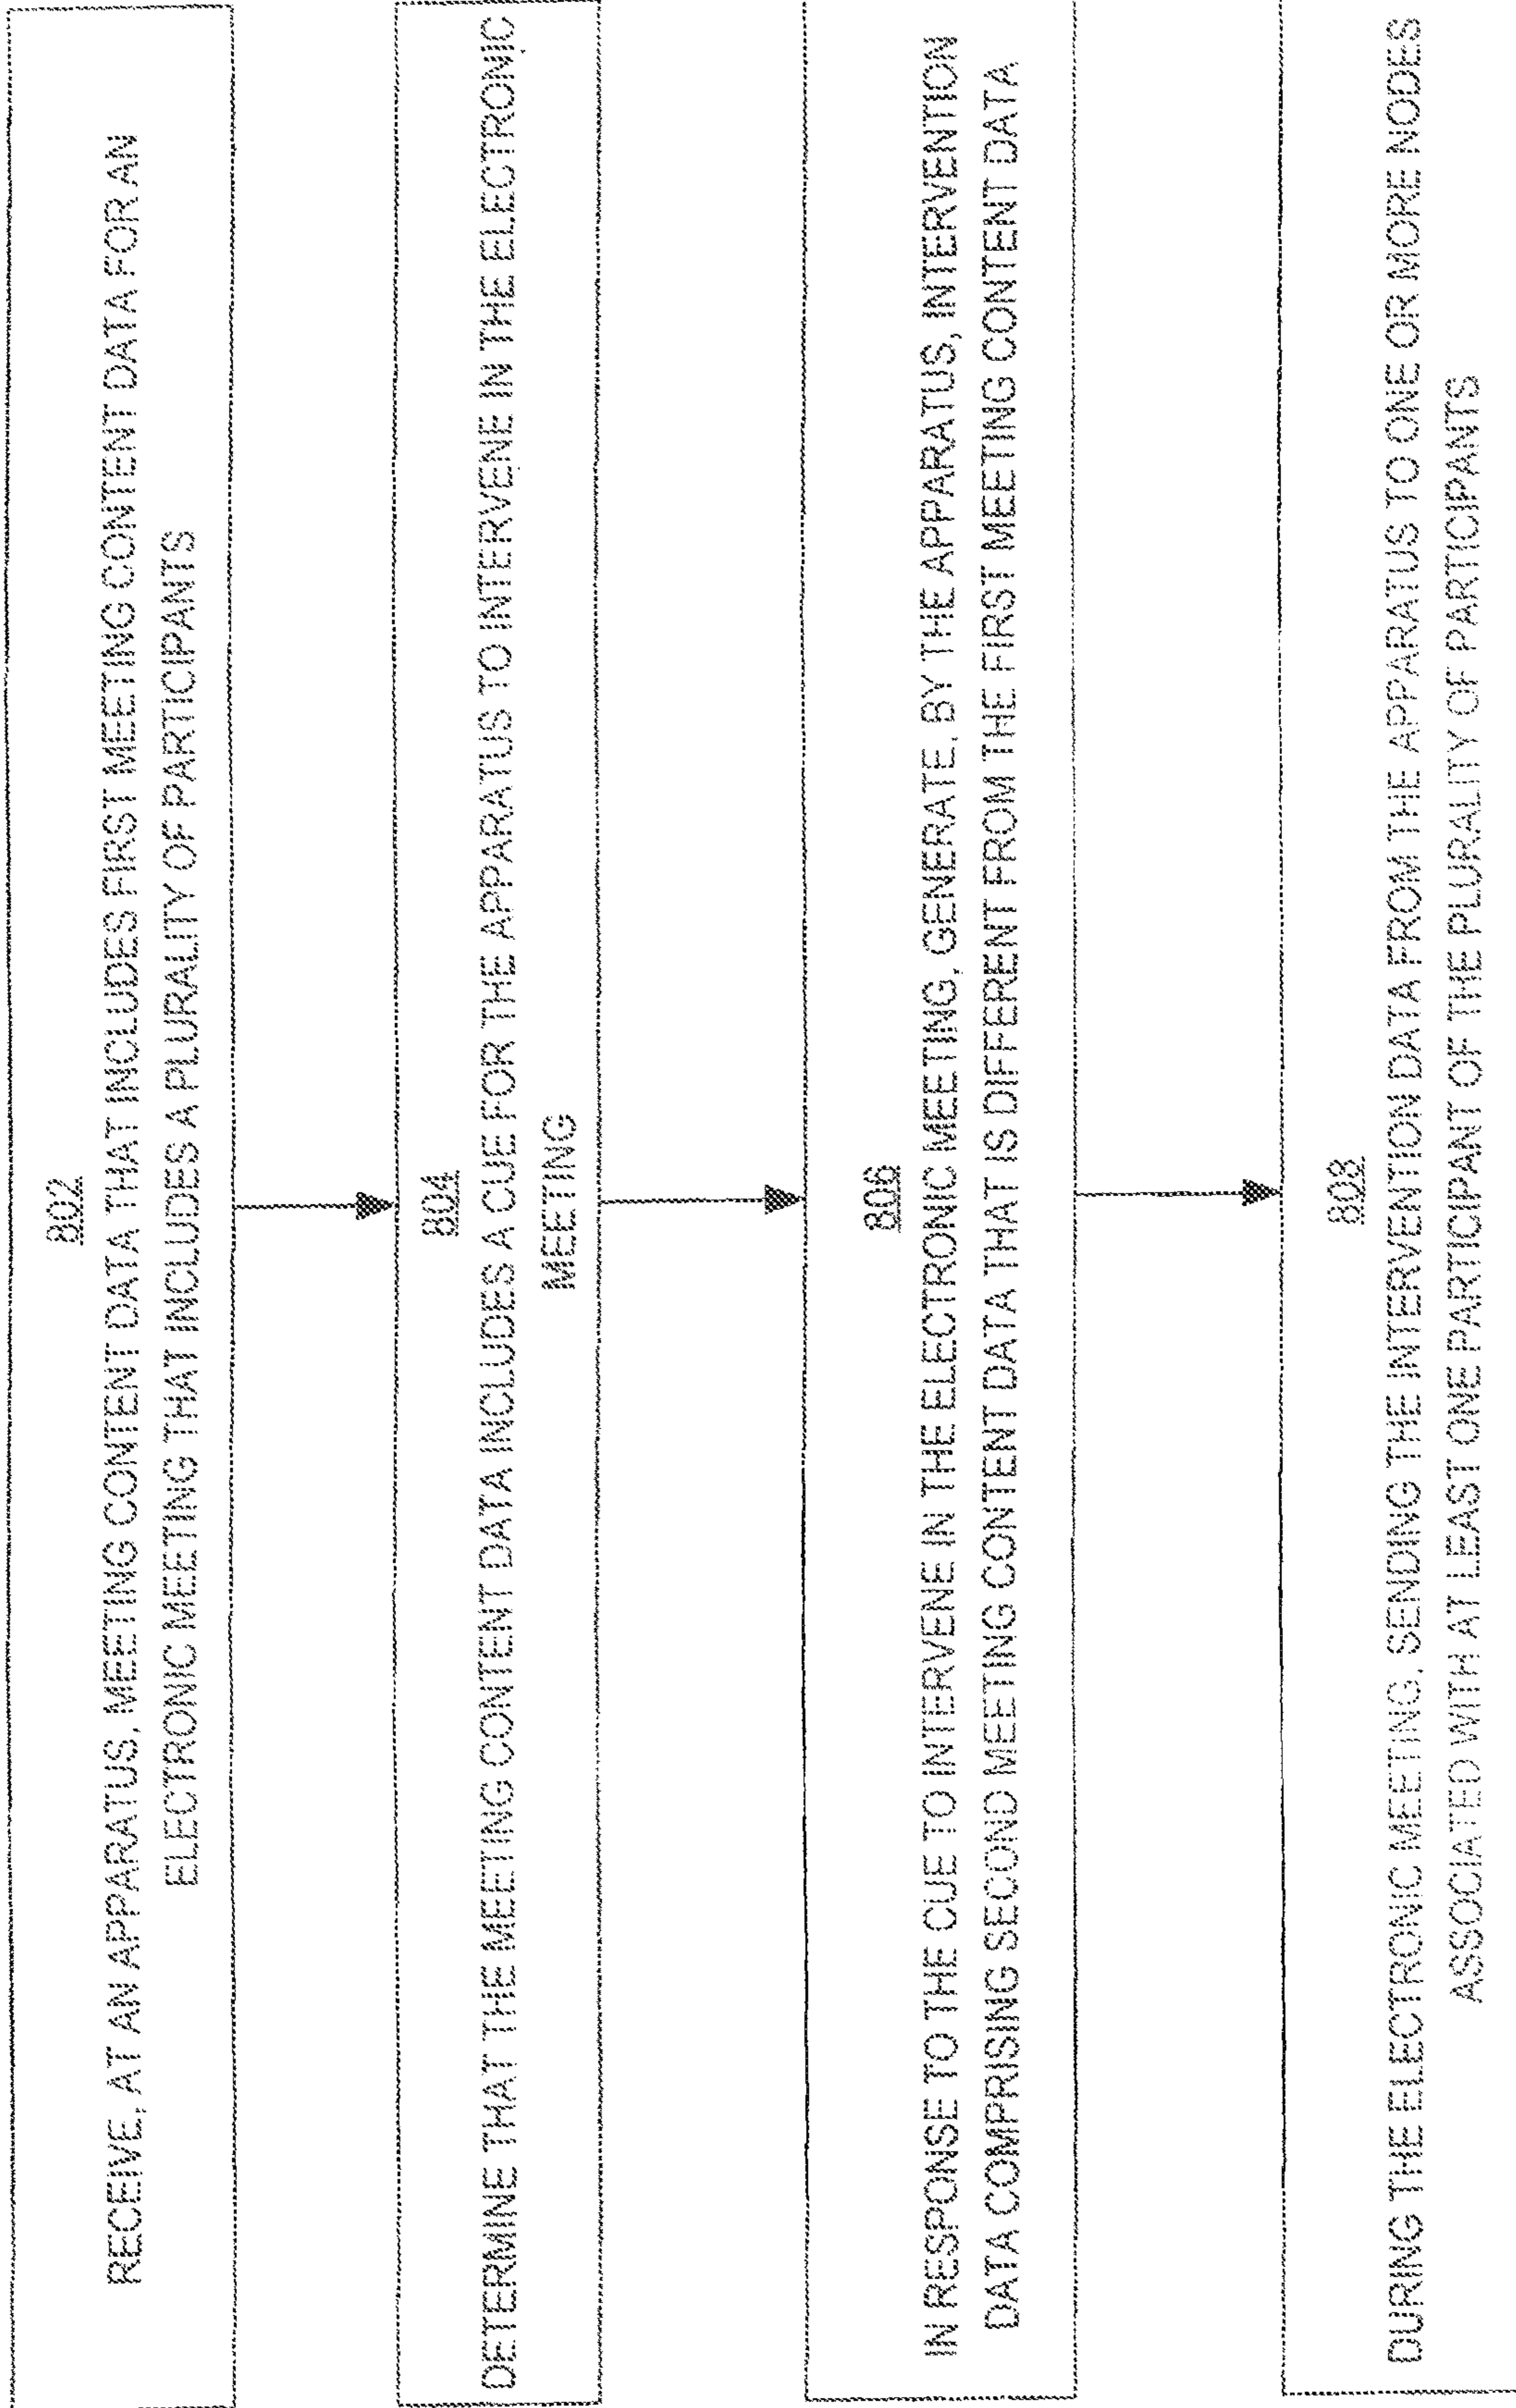 802
RECEIVE, AT AN APPARATUS, MEETING CONTENT DATA THAT INCLUDES FIRST MEETING CONTENT DATA FOR AN
ELECTRONIC MEETING THAT INCLUDES A PLURALITY OF PARTICIPANTS
804
DETERMINE THAT THE MEETING CONTENT DATA INCLUDES A CUE FOR THE APPARATUS TO INTERVENE IN THE ELECTRONIC
MEETING
806
IN RESPONSE TO THE CUE TO INTERVENE IN THE ELECTRONIC MEETING, GENERATE, BY THE APPARATUS, INTERVENTION
DATA COMPRISING SECOND MEETING CONTENT DATA THAT IS DIFFERENT FROM THE FIRST MEETING CONTENT DATA
808
DURING THE ELECTRONIC MEETING, SENDING THE INTERVENTION DATA FROM THE APPARATUS TO ONE OR MORE NODES
ASSOCIATED WITH AT LEAST ONE PARTICIPANT OF THE PLURALITY OF PARTICIPANTS